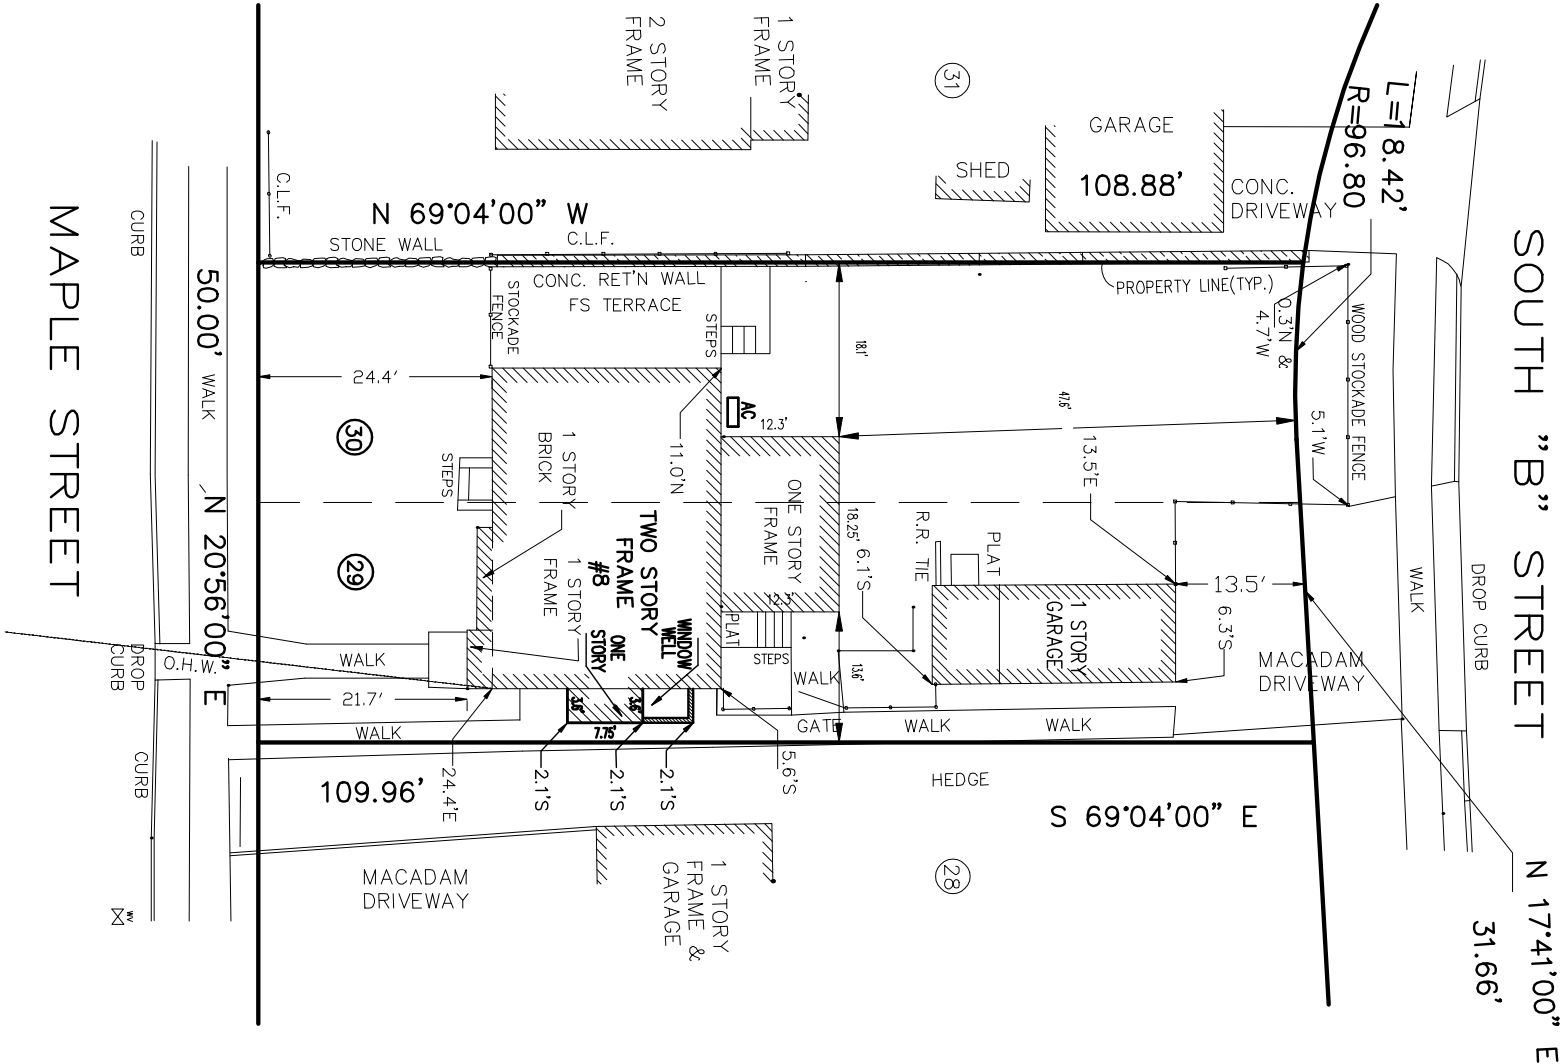 MAPLE STREET
SOUTH "B" STREET
CURB
DROP
CURB
CURB
50.00'
WALK
N 20°56'00" E
O.H.W.
C.L.F.
N 69°04'00" W
STONE WALL
C.L.F.
2 STORY
FRAME
1 STORY
FRAME
31
SHED
GARAGE
108.88'
CONC.
DRIVEWAY
L=18.42'
R=96.80
CONC. RET'N WALL
FS TERRACE
STOCKADE
FENCE
STEPS
PROPERTY LINE(TYP.)
0.3'N &
4.7'W
WOOD STOCKADE FENCE
5.1'W
24.4'
30
29
STEPS
1 STORY
BRICK
11.0'N
AC
12.3'
18.1'
47.6'
13.5'E
ONE STORY
FRAME
18.25'
12.3'
6.1'S
R.R. TIE
PLAT
13.5'
6.3'S
1 STORY
GARAGE
TWO STORY
FRAME
#8
1 STORY
FRAME
ONE
STORY
WINDOW
WELL
PLAT
STEPS
WALK
13.6'
MACADAM
DRIVEWAY
WALK
DROP CURB
WALK
21.7'
WALK
3.6'
3.6'
7.75'
GATE
WALK
WALK
24.4'E
2.1'S
2.1'S
2.1'S
5.6'S
109.96'
HEDGE
S 69°04'00" E
N 17°41'00" E
31.66'
MACADAM
DRIVEWAY
1 STORY
FRAME &
GARAGE
28
WV